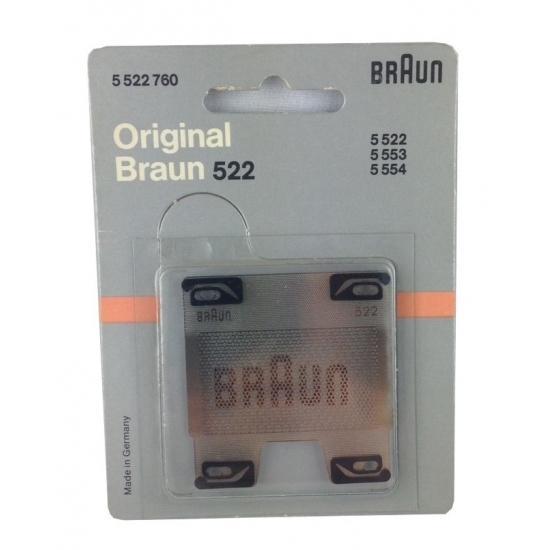 5 522 760
BRAUN
Original
Braun 522
5 522
5 553
5 554
BRAUN
522
BRAUN
Made in Germany